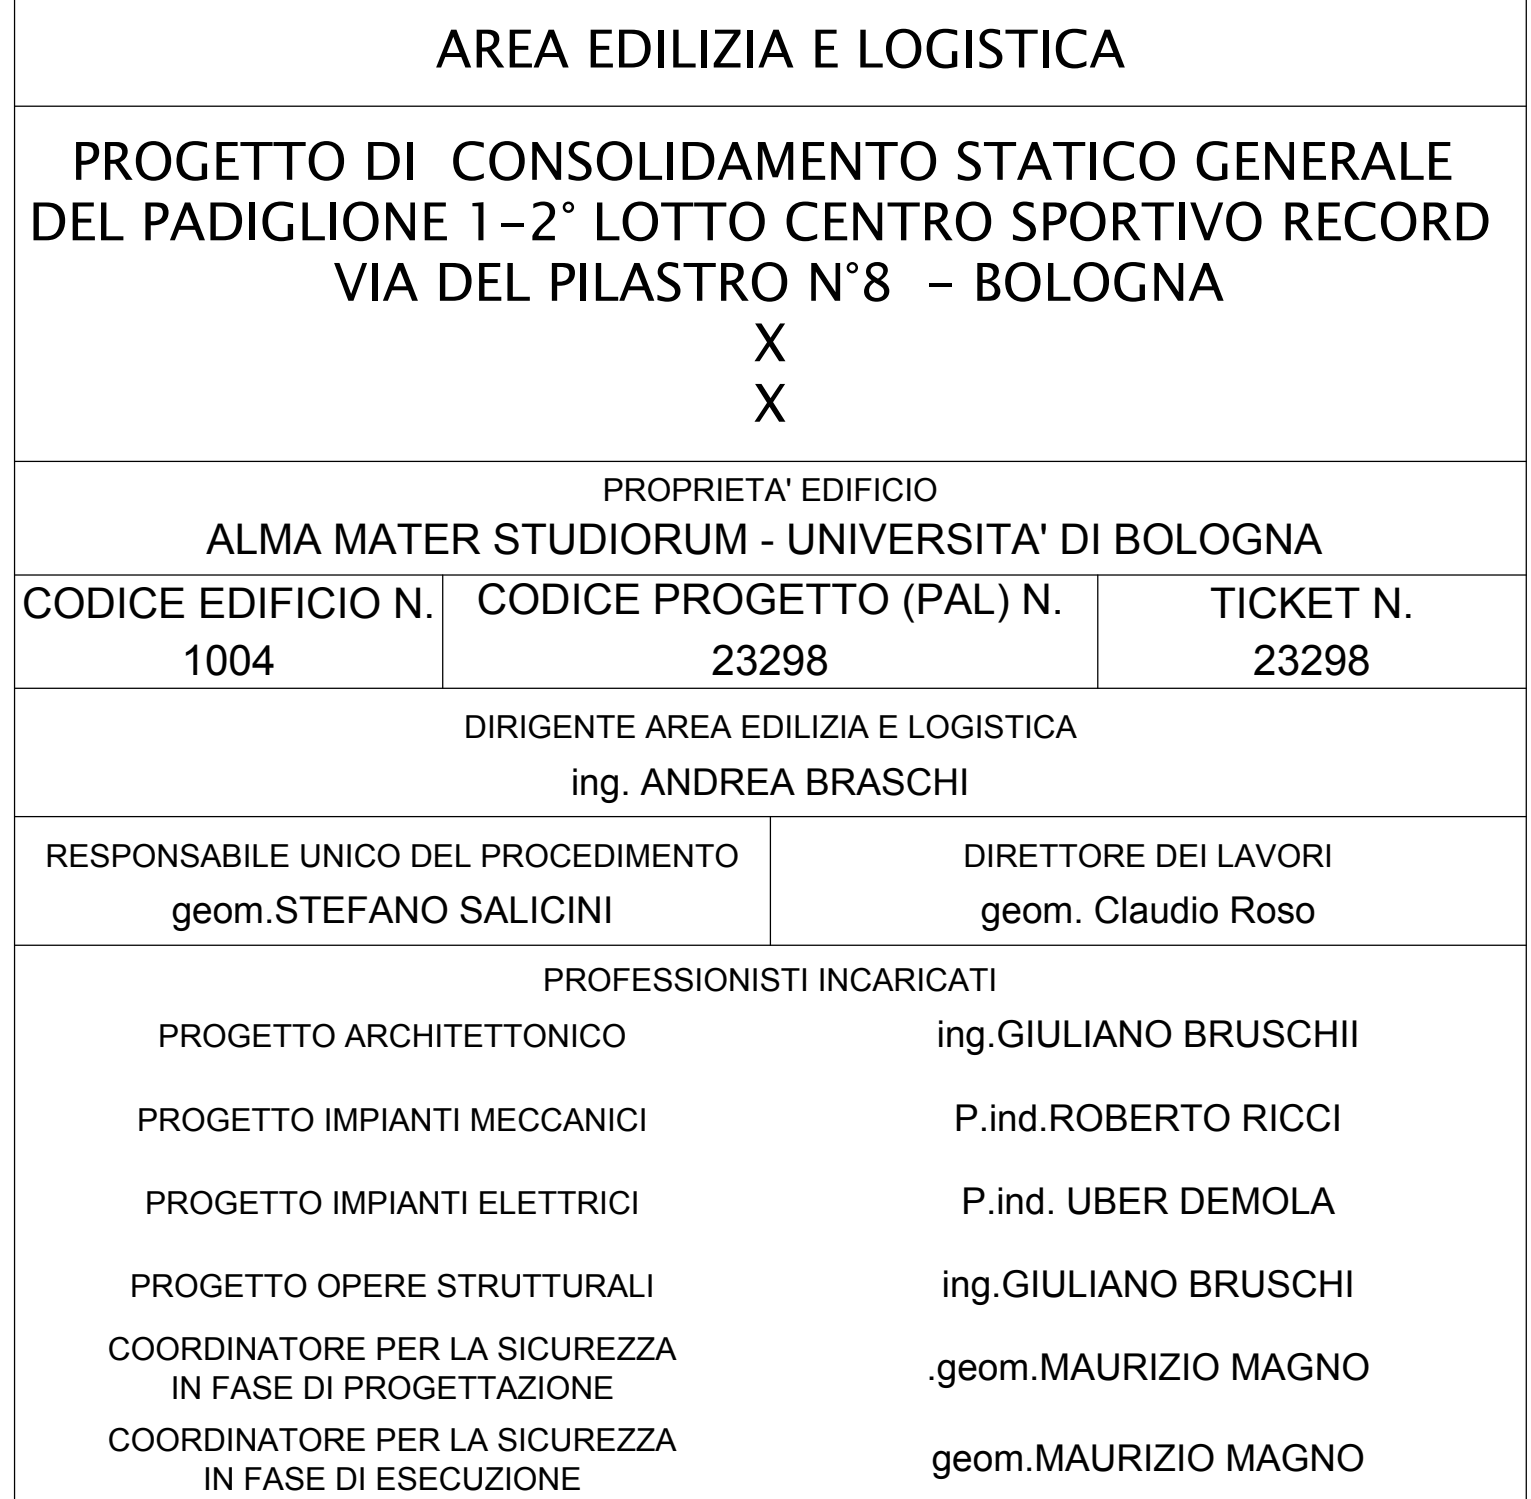 AREA EDILIZIA E LOGISTICA
PROGETTO DI CONSOLIDAMENTO STATICO GENERALE
DEL PADIGLIONE 1-2° LOTTO CENTRO SPORTIVO RECORD
VIA DEL PILASTRO N°8 - BOLOGNA
X
X
PROPRIETA' EDIFICIO
ALMA MATER STUDIORUM - UNIVERSITA' DI BOLOGNA
CODICE EDIFICIO N.
1004
CODICE PROGETTO (PAL) N.
23298
TICKET N.
23298
DIRIGENTE AREA EDILIZIA E LOGISTICA
ing. ANDREA BRASCHI
RESPONSABILE UNICO DEL PROCEDIMENTO
geom.STEFANO SALICINI
DIRETTORE DEI LAVORI
geom. Claudio Roso
PROFESSIONISTI INCARICATI
PROGETTO ARCHITETTONICO
ing.GIULIANO BRUSCHII
PROGETTO IMPIANTI MECCANICI
P.ind.ROBERTO RICCI
PROGETTO IMPIANTI ELETTRICI
P.ind. UBER DEMOLA
PROGETTO OPERE STRUTTURALI
ing.GIULIANO BRUSCHI
COORDINATORE PER LA SICUREZZA
IN FASE DI PROGETTAZIONE
.geom.MAURIZIO MAGNO
COORDINATORE PER LA SICUREZZA
IN FASE DI ESECUZIONE
geom.MAURIZIO MAGNO